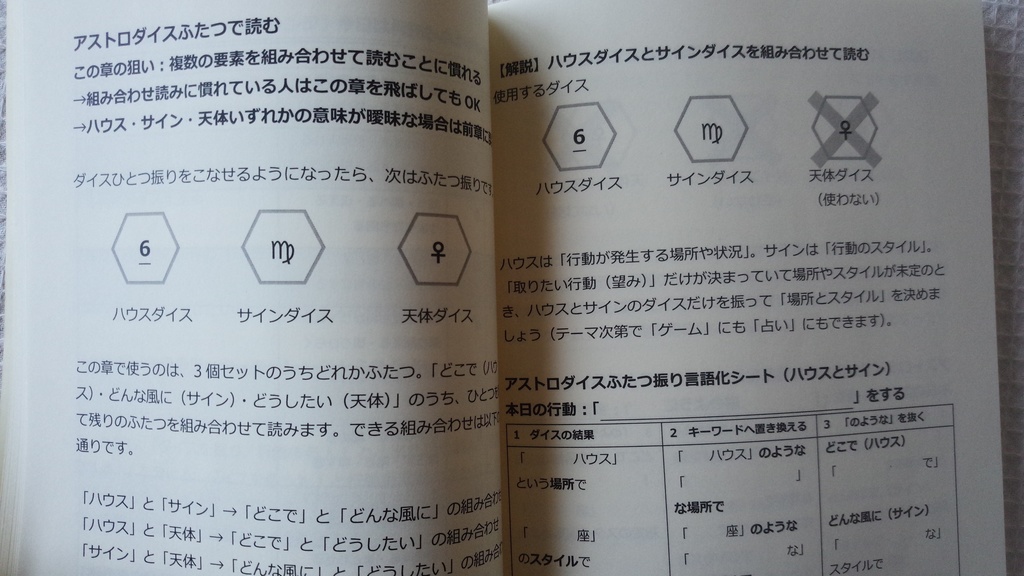 アストロダイスふたつで読む
この章の狙い：複数の要素を組み合わせて読むことに慣れる
→組み合わせ読みに慣れている人はこの章を飛ばしてもOK
→ハウス・サイン・天体いずれかの意味が曖昧な場合は前章に
ダイスひとつ振りをこなせるようになったら、次はふたつ振りです
6 ♍ ♀
ハウスダイス サインダイス 天体ダイス
この章で使うのは、3個セットのうちどれかふたつ。「どこで（ハウ
ス）・どんな風に（サイン）・どうしたい（天体）」のうち、ひとつを
て残りのふたつを組み合わせて読みます。できる組み合わせは以下の
通りです。
「ハウス」と「サイン」→「どこで」と「どんな風に」の組み合わ
「ハウス」と「天体」→「どこで」と「どうしたい」の組み合わせ
「サイン」と「天体」→「どんな風に」と「どうしたい」の組み合
【解説】ハウスダイスとサインダイスを組み合わせて読む
使用するダイス
6 ♍ ♀
ハウスダイス サインダイス 天体ダイス
（使わない）
ハウスは「行動が発生する場所や状況」。サインは「行動のスタイル」。
「取りたい行動（望み）」だけが決まっていて場所やスタイルが未定のと
き、ハウスとサインのダイスだけを振って「場所とスタイル」を決めま
しょう（テーマ次第で「ゲーム」にも「占い」にもできます）。
アストロダイスふたつ振り言語化シート（ハウスとサイン）
本日の行動：「 」をする
1 ダイスの結果 2 キーワードへ置き換える 3 「のような」を抜く
「 ハウス」
という場所で
「 座」
のスタイルで
「 ハウス」のような
「 」
な場所で
「 座」のような
「 な」
どこで（ハウス）
「 で」
どんな風に（サイン）
「 な」
スタイルで